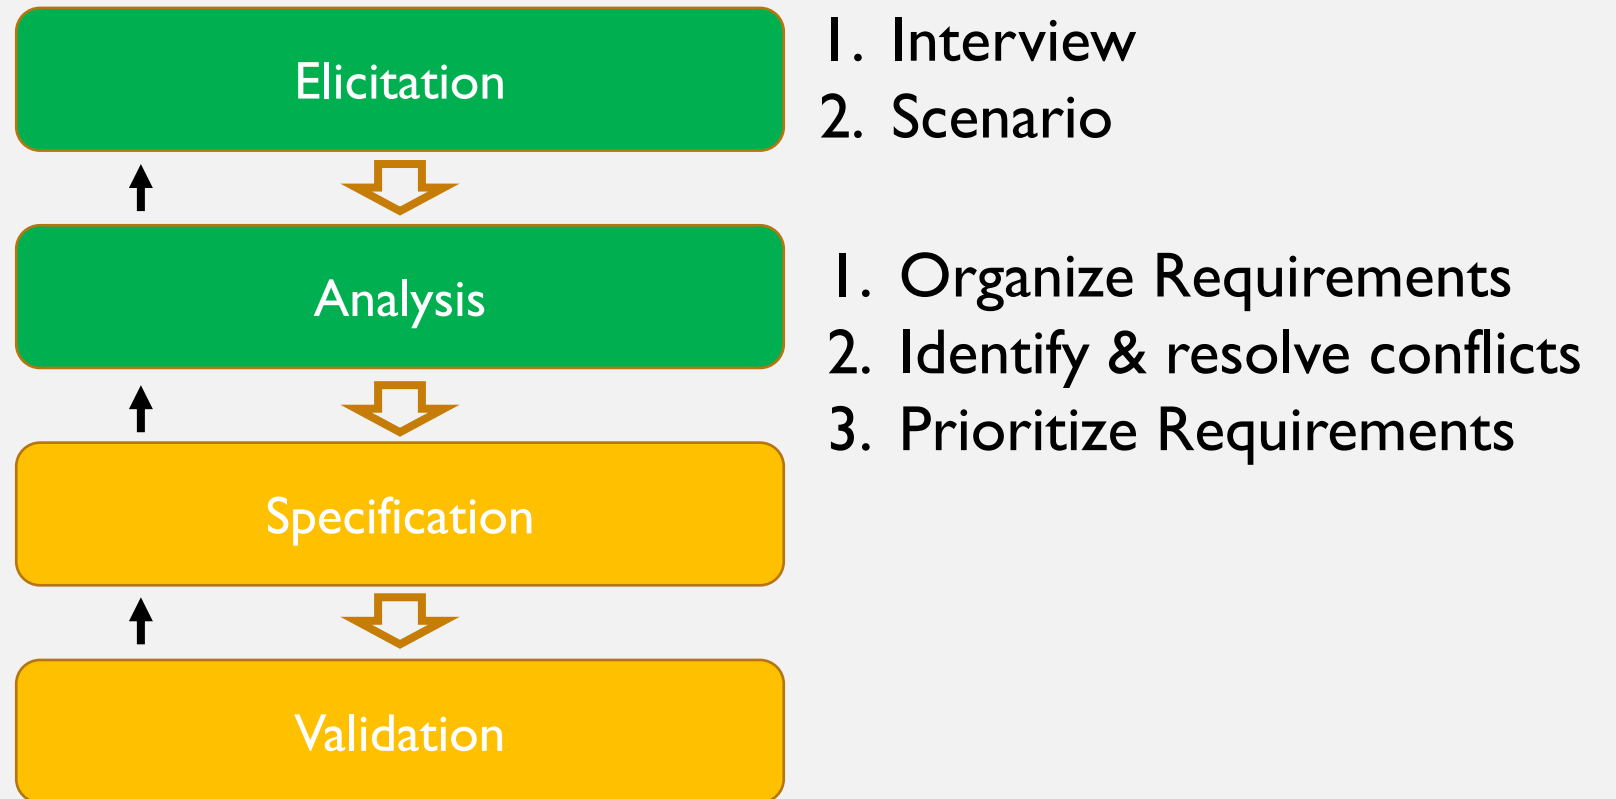 Elicitation
1. Interview
2. Scenario
Analysis
1. Organize Requirements
2. Identify & resolve conflicts
3. Prioritize Requirements
Specification
Validation